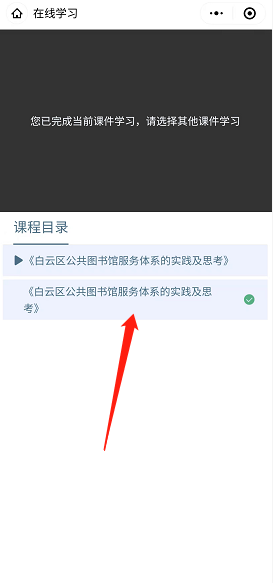 在线学习
您已完成当前课件学习，请选择其他课件学习
课程目录
《白云区公共图书馆服务体系的实践及思考》
《白云区公共图书馆服务体系的实践及思
考》